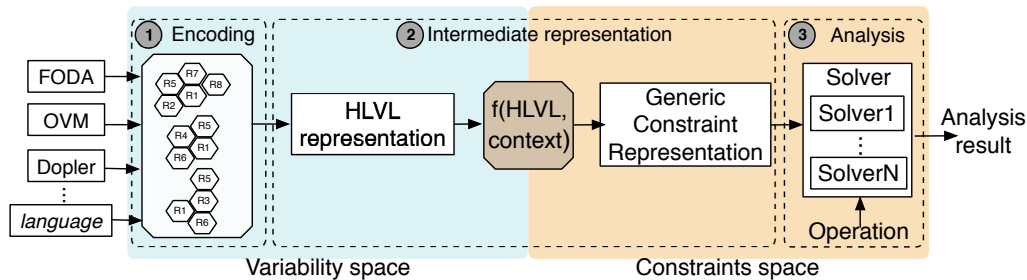 1 Encoding
2 Intermediate representation
3 Analysis
FODA
OVM
Dopler
language
R7
R5
R8
R1
R2
R5
R4
R1
R6
R5
R3
R1
R6
HLVL
representation
f(HLVL,
context)
Generic
Constraint
Representation
Solver
Solver1
SolverN
Operation
Analysis
result
Variability space
Constraints space